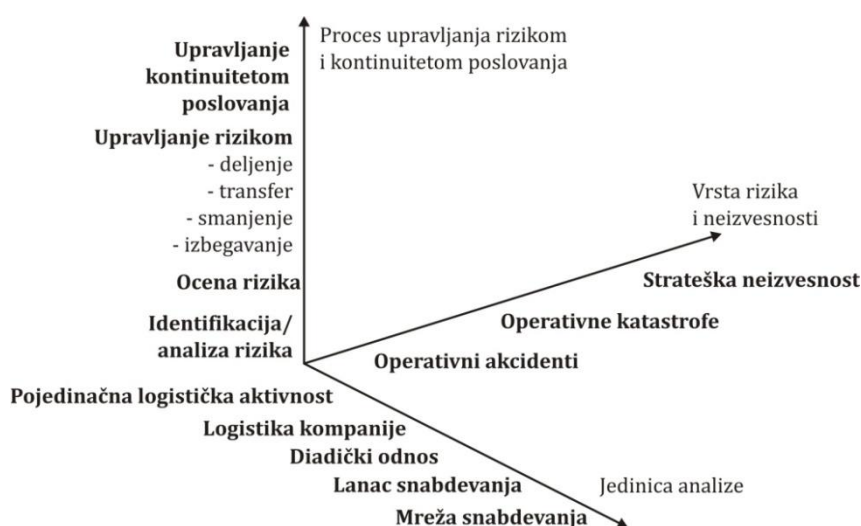 Proces upravljanja rizikom
i kontinuitetom poslovanja
Upravljanje
kontinuitetom
poslovanja
Upravljanje rizikom
- deljenje
- transfer
- smanjenje
- izbegavanje
Ocena rizika
Identifikacija/
analiza rizika
Vrsta rizika
i neizvesnosti
Strateška neizvesnost
Operativne katastrofe
Operativni akcidenti
Pojedinačna logistička aktivnost
Logistika kompanije
Diadički odnos
Lanac snabdevanja
Mreža snabdevanja
Jedinica analize